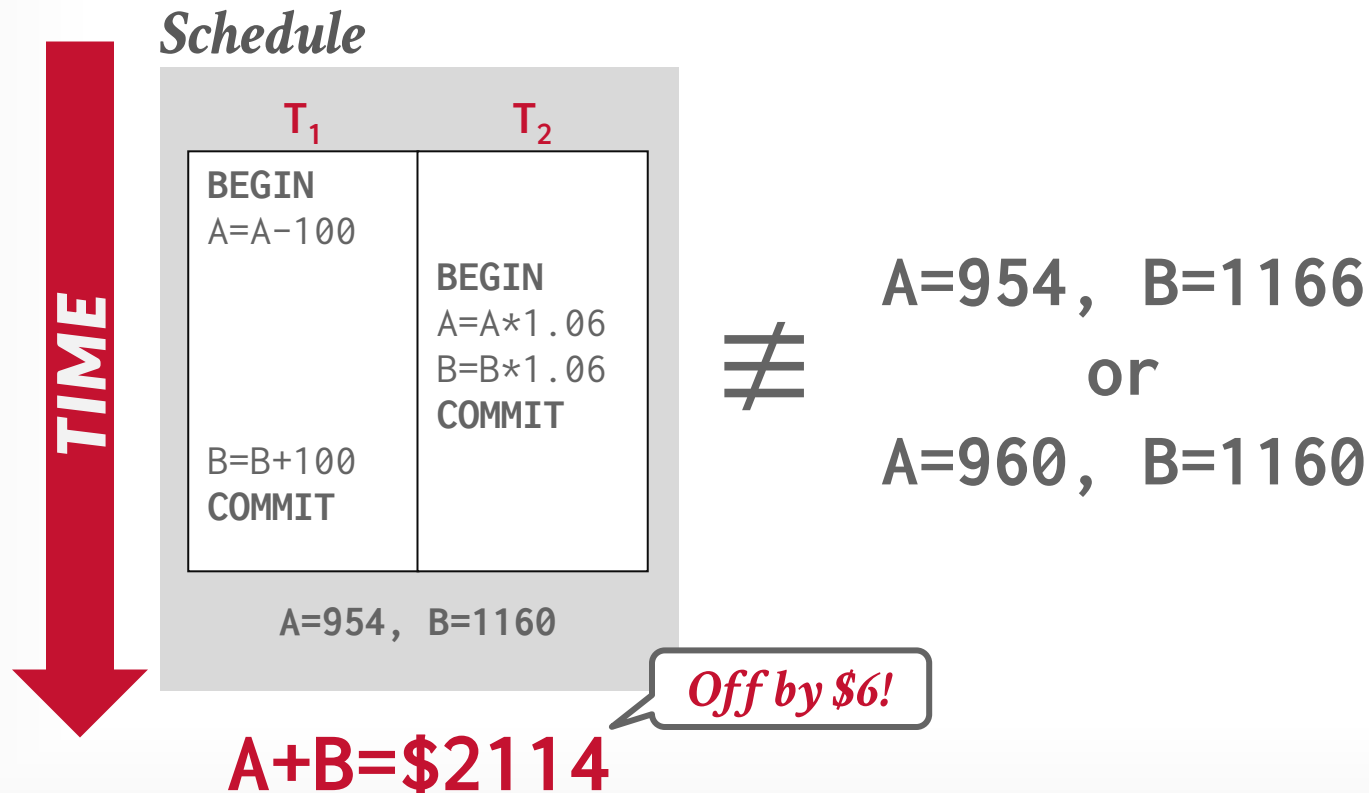 Schedule
TIME
T₁ T₂
BEGIN
A=A-100
BEGIN
A=A*1.06
B=B*1.06
COMMIT
B=B+100
COMMIT
A=954, B=1160
≢
A=954, B=1166
or
A=960, B=1160
Off by $6!
A+B=$2114